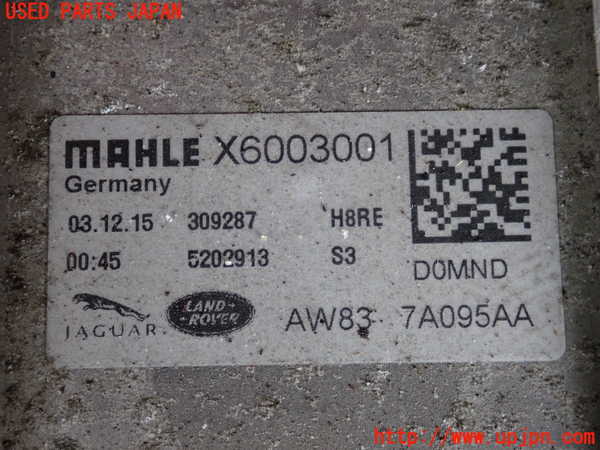 USED PARTS JAPAN
MAHLE X6003001
Germany
03.12.15 309287 H8RE
00:45 5202913 S3
D0MND
JAGUAR LAND ROVER AW83 7A095AA
http://www.upjpn.com/